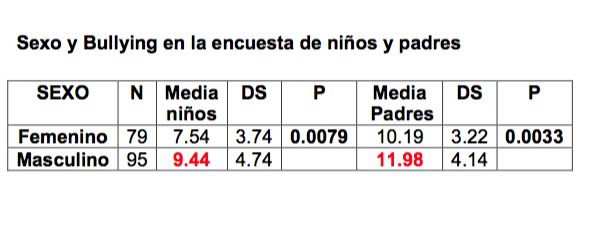 Sexo y Bullying en la encuesta de niños y padres
SEXO N Media niños DS P Media Padres DS P
Femenino 79 7.54 3.74 0.0079 10.19 3.22 0.0033
Masculino 95 9.44 4.74 11.98 4.14